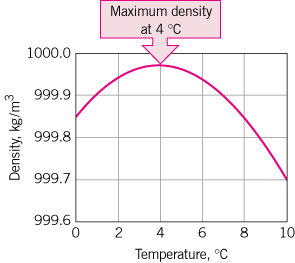 Maximum density
at 4 °C
1000.0
999.9
999.8
999.7
999.6
Density, kg/m³
0 2 4 6 8 10
Temperature, °C